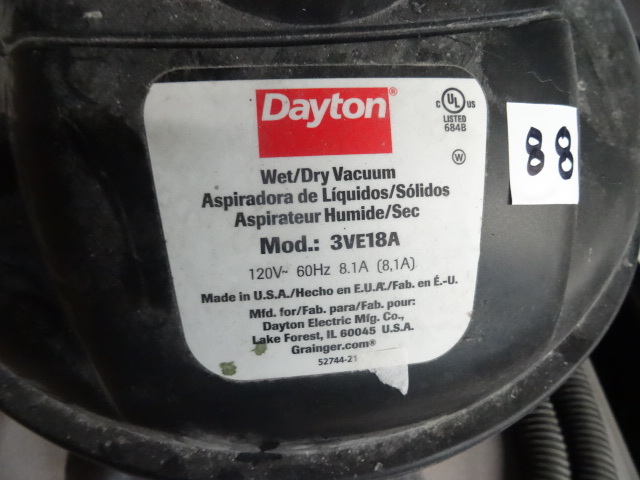 Dayton®
C UL US
LISTED
684B
W
88
Wet/Dry Vacuum
Aspiradora de Líquidos/Sólidos
Aspirateur Humide/Sec
Mod.: 3VE18A
120V~ 60Hz 8.1A (8,1A)
Made in U.S.A./Hecho en E.U.A./Fab. en É.-U.
Mfd. for/Fab. para/Fab. pour:
Dayton Electric Mfg. Co.,
Lake Forest, IL 60045 U.S.A.
Grainger.com®
52744-21